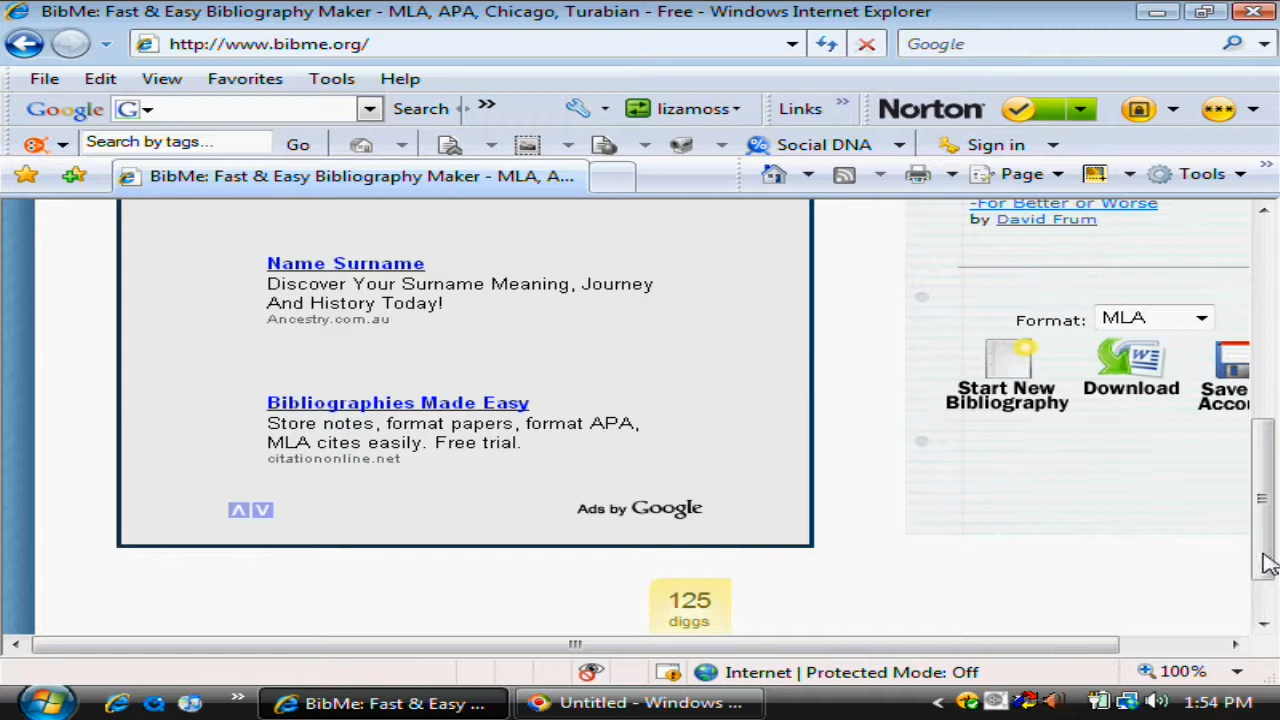 BibMe: Fast & Easy Bibliography Maker - MLA, APA, Chicago, Turabian - Free - Windows Internet Explorer
http://www.bibme.org/
Google
File Edit View Favorites Tools Help
Google G Search » lizamoss Links » Norton
Search by tags... Go Social DNA Sign in
BibMe: Fast & Easy Bibliography Maker - MLA, A... Page Tools »
-For Better or Worse
by David Frum
Name Surname
Discover Your Surname Meaning, Journey
And History Today!
Ancestry.com.au
Format: MLA
Start New
Bibliography
Download
Save
Accou
Bibliographies Made Easy
Store notes, format papers, format APA,
MLA cites easily. Free trial.
citationonline.net
Ads by Google
125
diggs
Internet | Protected Mode: Off 100%
» BibMe: Fast & Easy ... Untitled - Windows ... < 1:54 PM